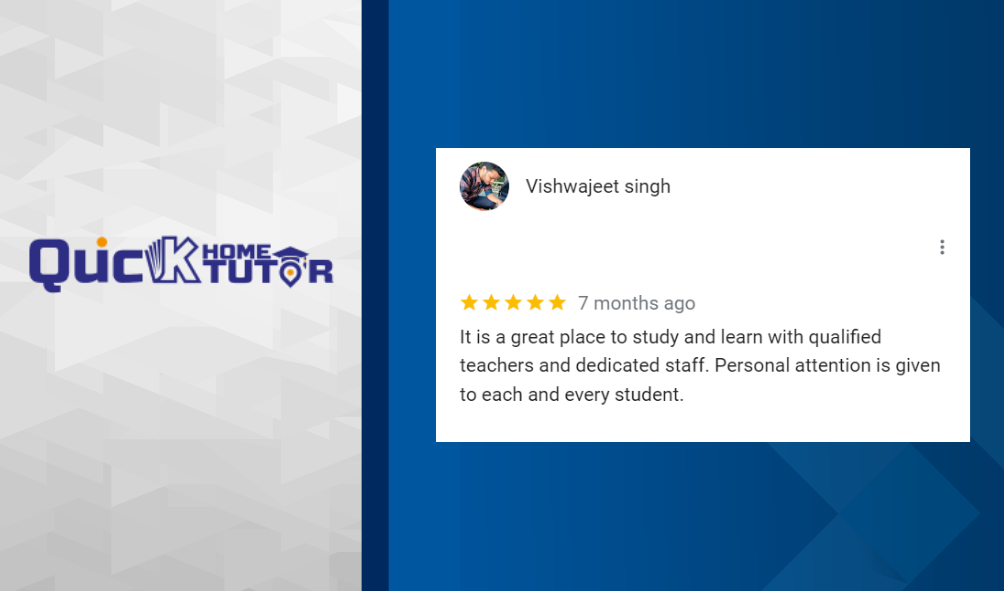 QuicK HOME TUTOR
Vishwajeet singh
7 months ago
It is a great place to study and learn with qualified
teachers and dedicated staff. Personal attention is given
to each and every student.